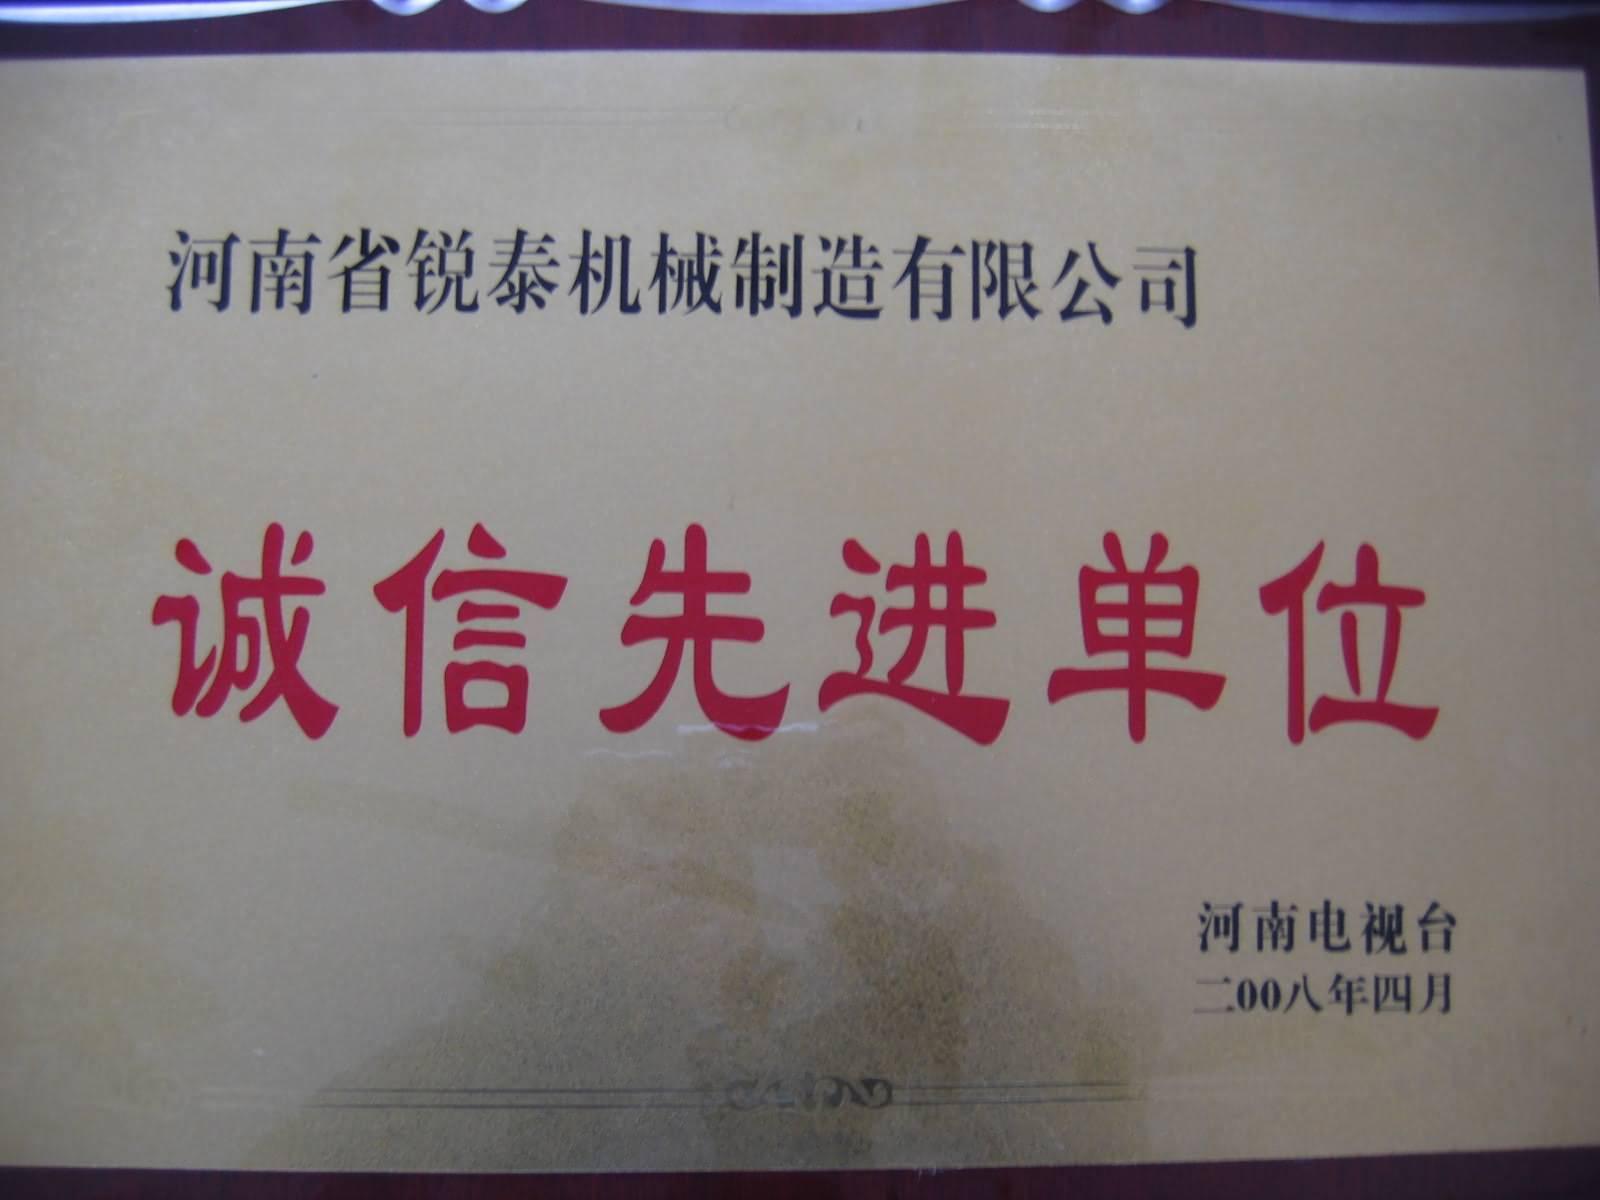 河南省锐泰机械制造有限公司
诚信先进单位
河南电视台
二00八年四月